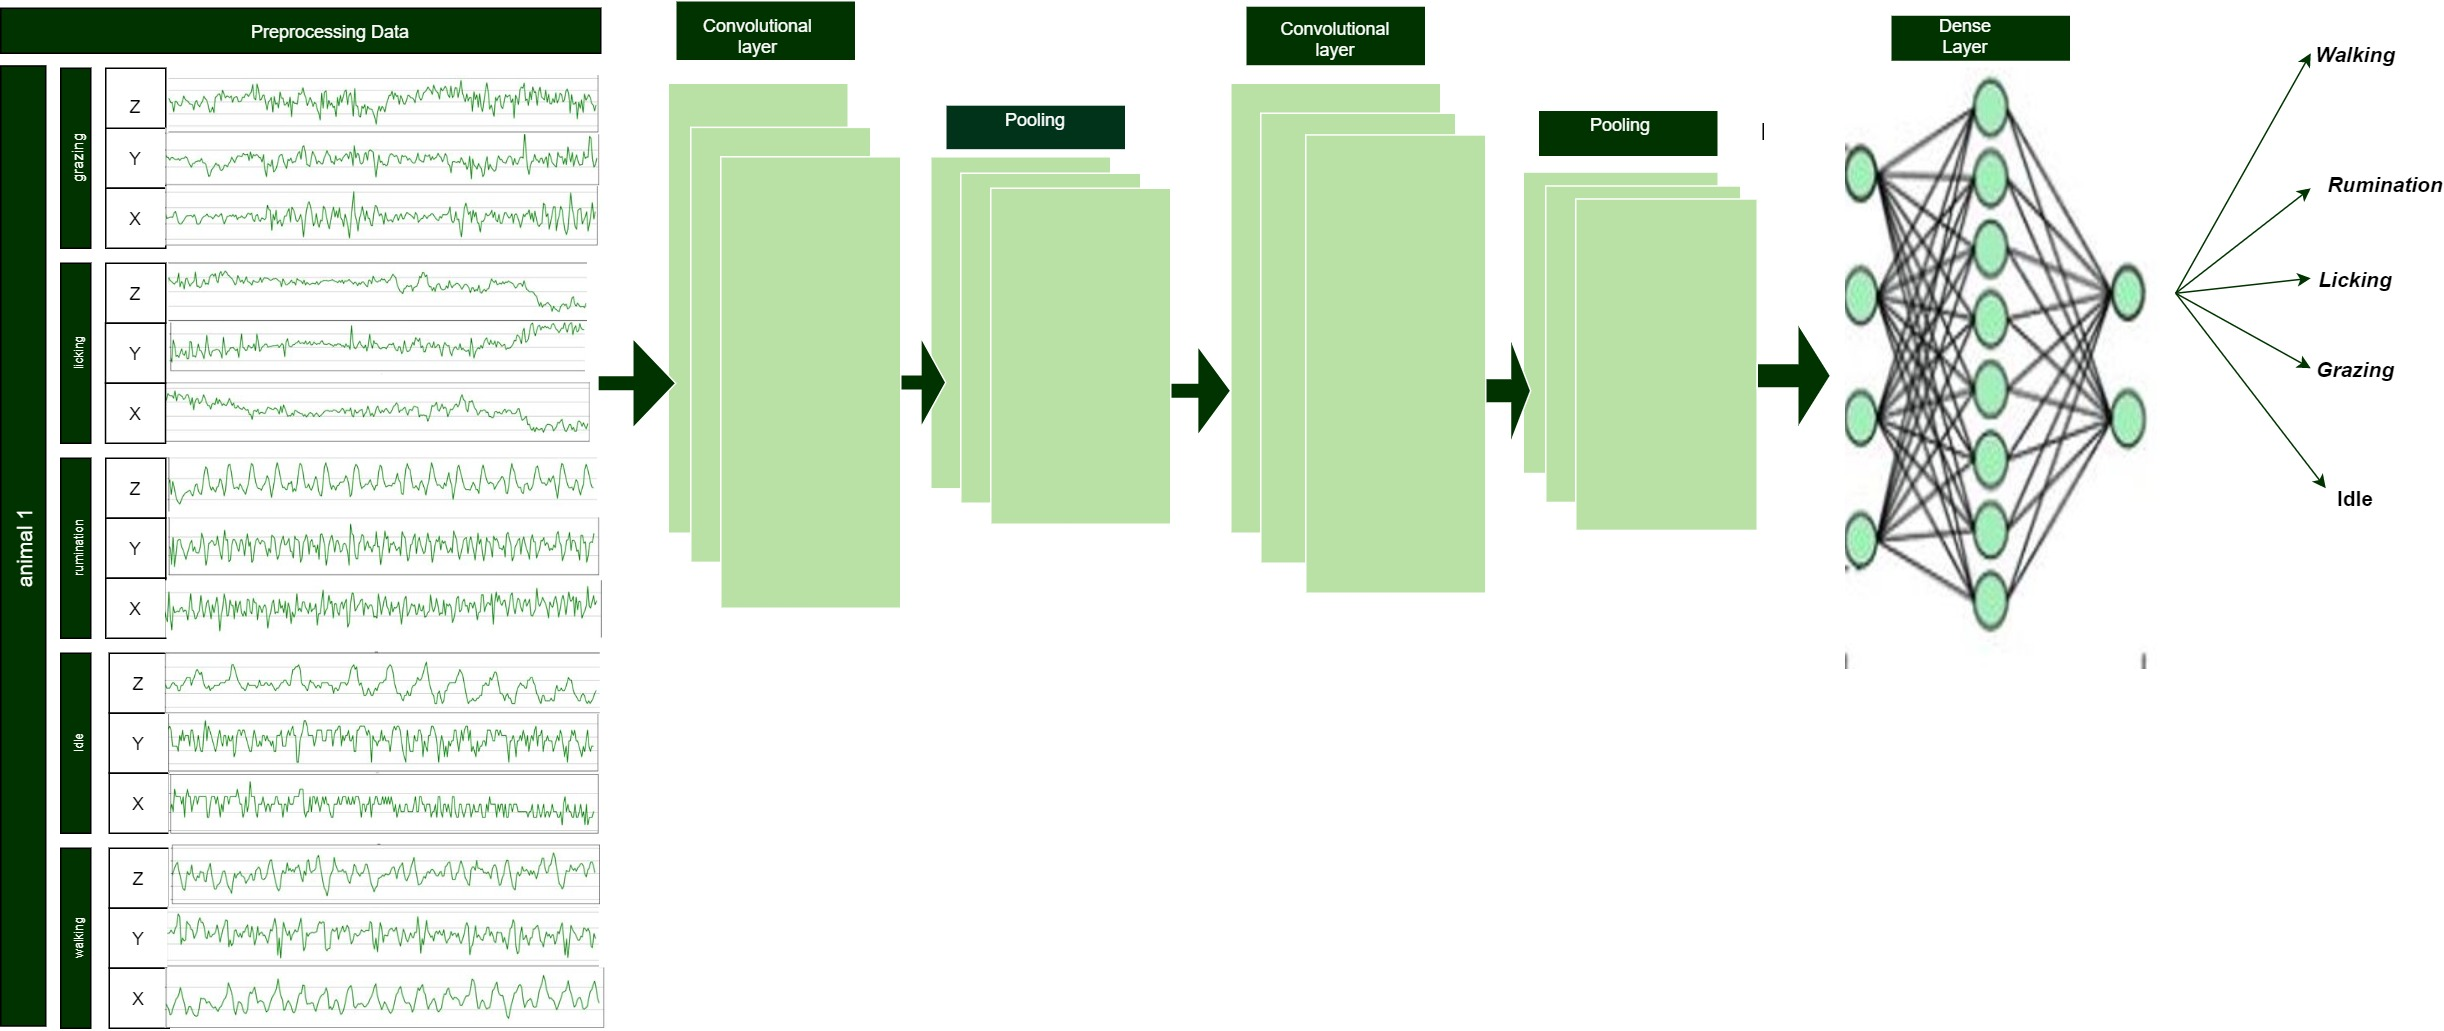 Preprocessing Data
animal 1
grazing
Z
Y
X
licking
Z
Y
X
rumination
Z
Y
X
Idle
Z
Y
X
walking
Z
Y
X
Convolutional
layer
Pooling
Convolutional
layer
Pooling
Dense
Layer
Walking
Rumination
Licking
Grazing
Idle